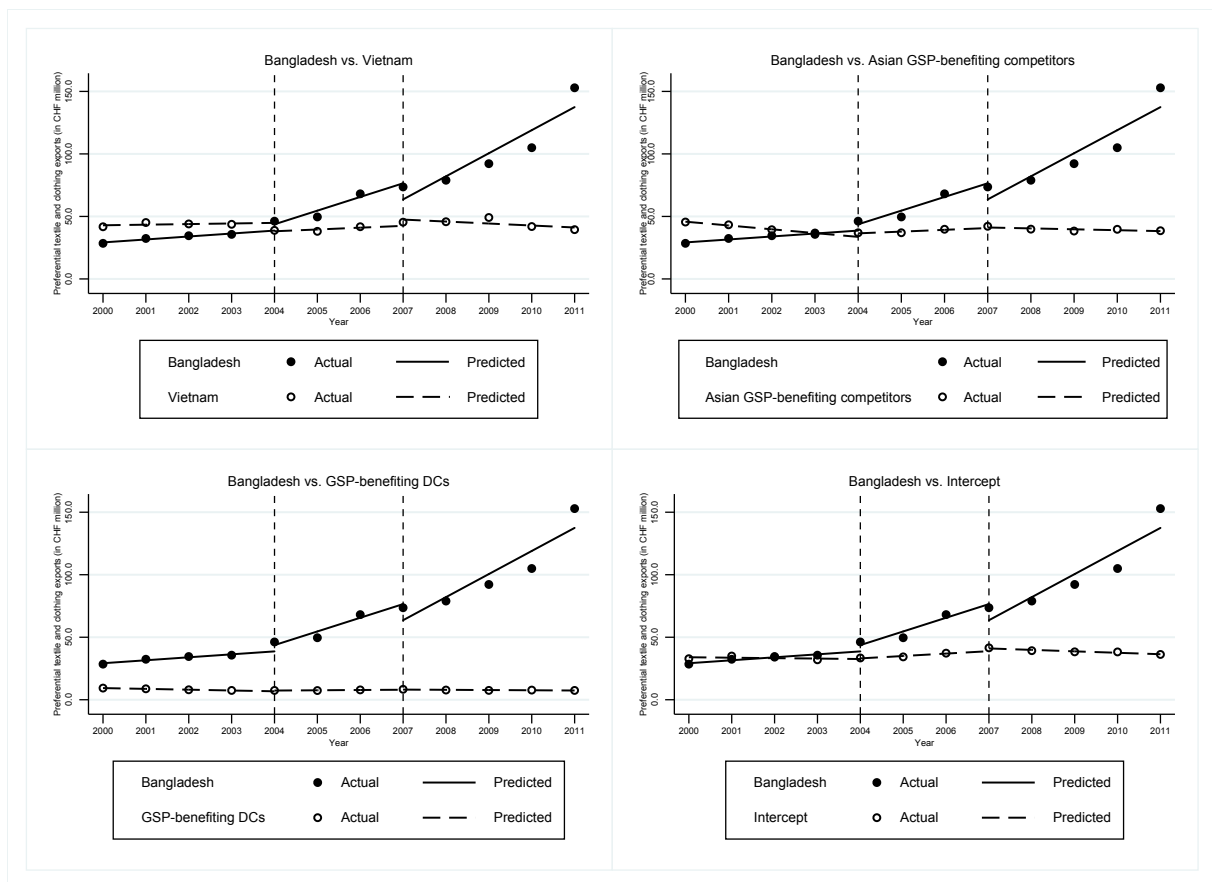 Bangladesh vs. Vietnam
Preferential textile and clothing exports (in CHF million)
150.0
100.0
50.0
0.0
2000 2001 2002 2003 2004 2005 2006 2007 2008 2009 2010 2011
Year
Bangladesh Actual Predicted
Vietnam Actual Predicted
Bangladesh vs. Asian GSP-benefiting competitors
Preferential textile and clothing exports (in CHF million)
150.0
100.0
50.0
0.0
2000 2001 2002 2003 2004 2005 2006 2007 2008 2009 2010 2011
Year
Bangladesh Actual Predicted
Asian GSP-benefiting competitors Actual Predicted
Bangladesh vs. GSP-benefiting DCs
Preferential textile and clothing exports (in CHF million)
150.0
100.0
50.0
0.0
2000 2001 2002 2003 2004 2005 2006 2007 2008 2009 2010 2011
Year
Bangladesh Actual Predicted
GSP-benefiting DCs Actual Predicted
Bangladesh vs. Intercept
Preferential textile and clothing exports (in CHF million)
150.0
100.0
50.0
0.0
2000 2001 2002 2003 2004 2005 2006 2007 2008 2009 2010 2011
Year
Bangladesh Actual Predicted
Intercept Actual Predicted